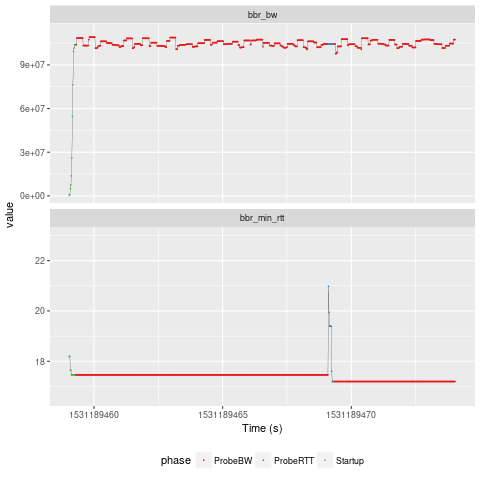 bbr_bw
9e+07
6e+07
3e+07
0e+00
value
bbr_min_rtt
22
20
18
1531189460 1531189465 1531189470
Time (s)
phase ProbeBW ProbeRTT Startup